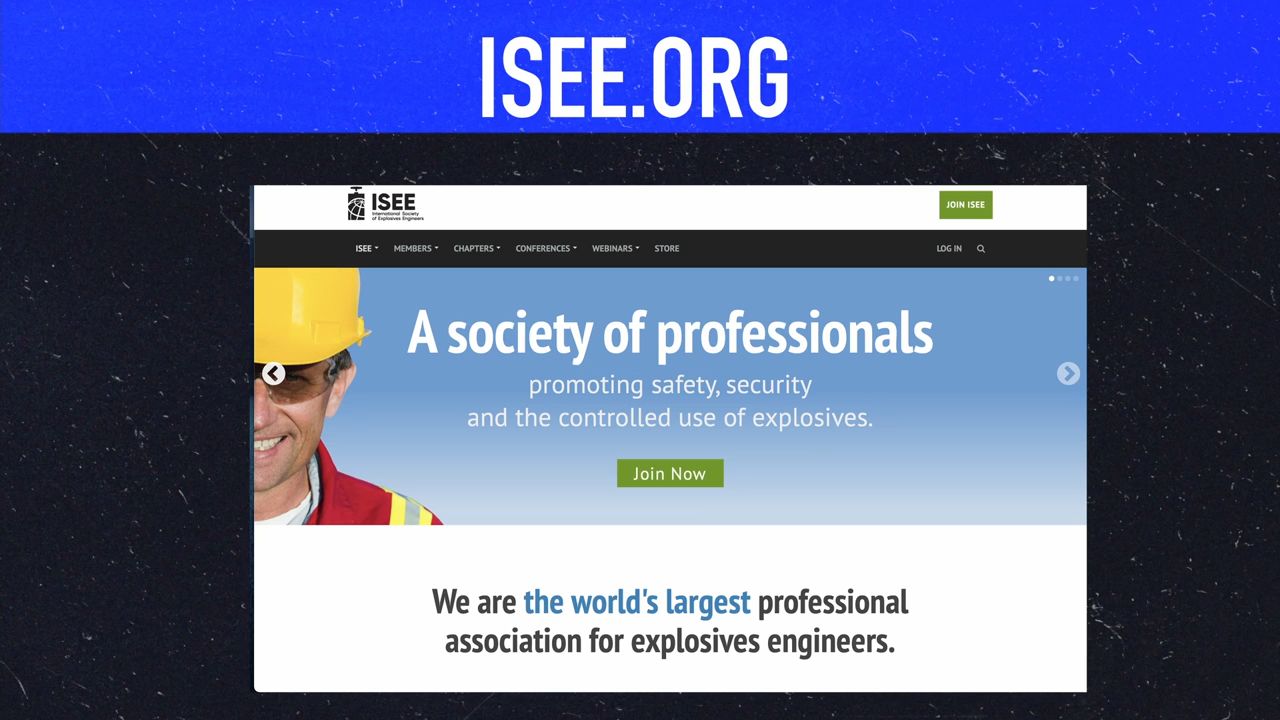 ISEE.ORG
ISEE
International Society
of Explosives Engineers
JOIN ISEE
ISEE MEMBERS CHAPTERS CONFERENCES WEBINARS STORE LOG IN
A society of professionals
promoting safety, security
and the controlled use of explosives.
Join Now
We are the world's largest professional
association for explosives engineers.